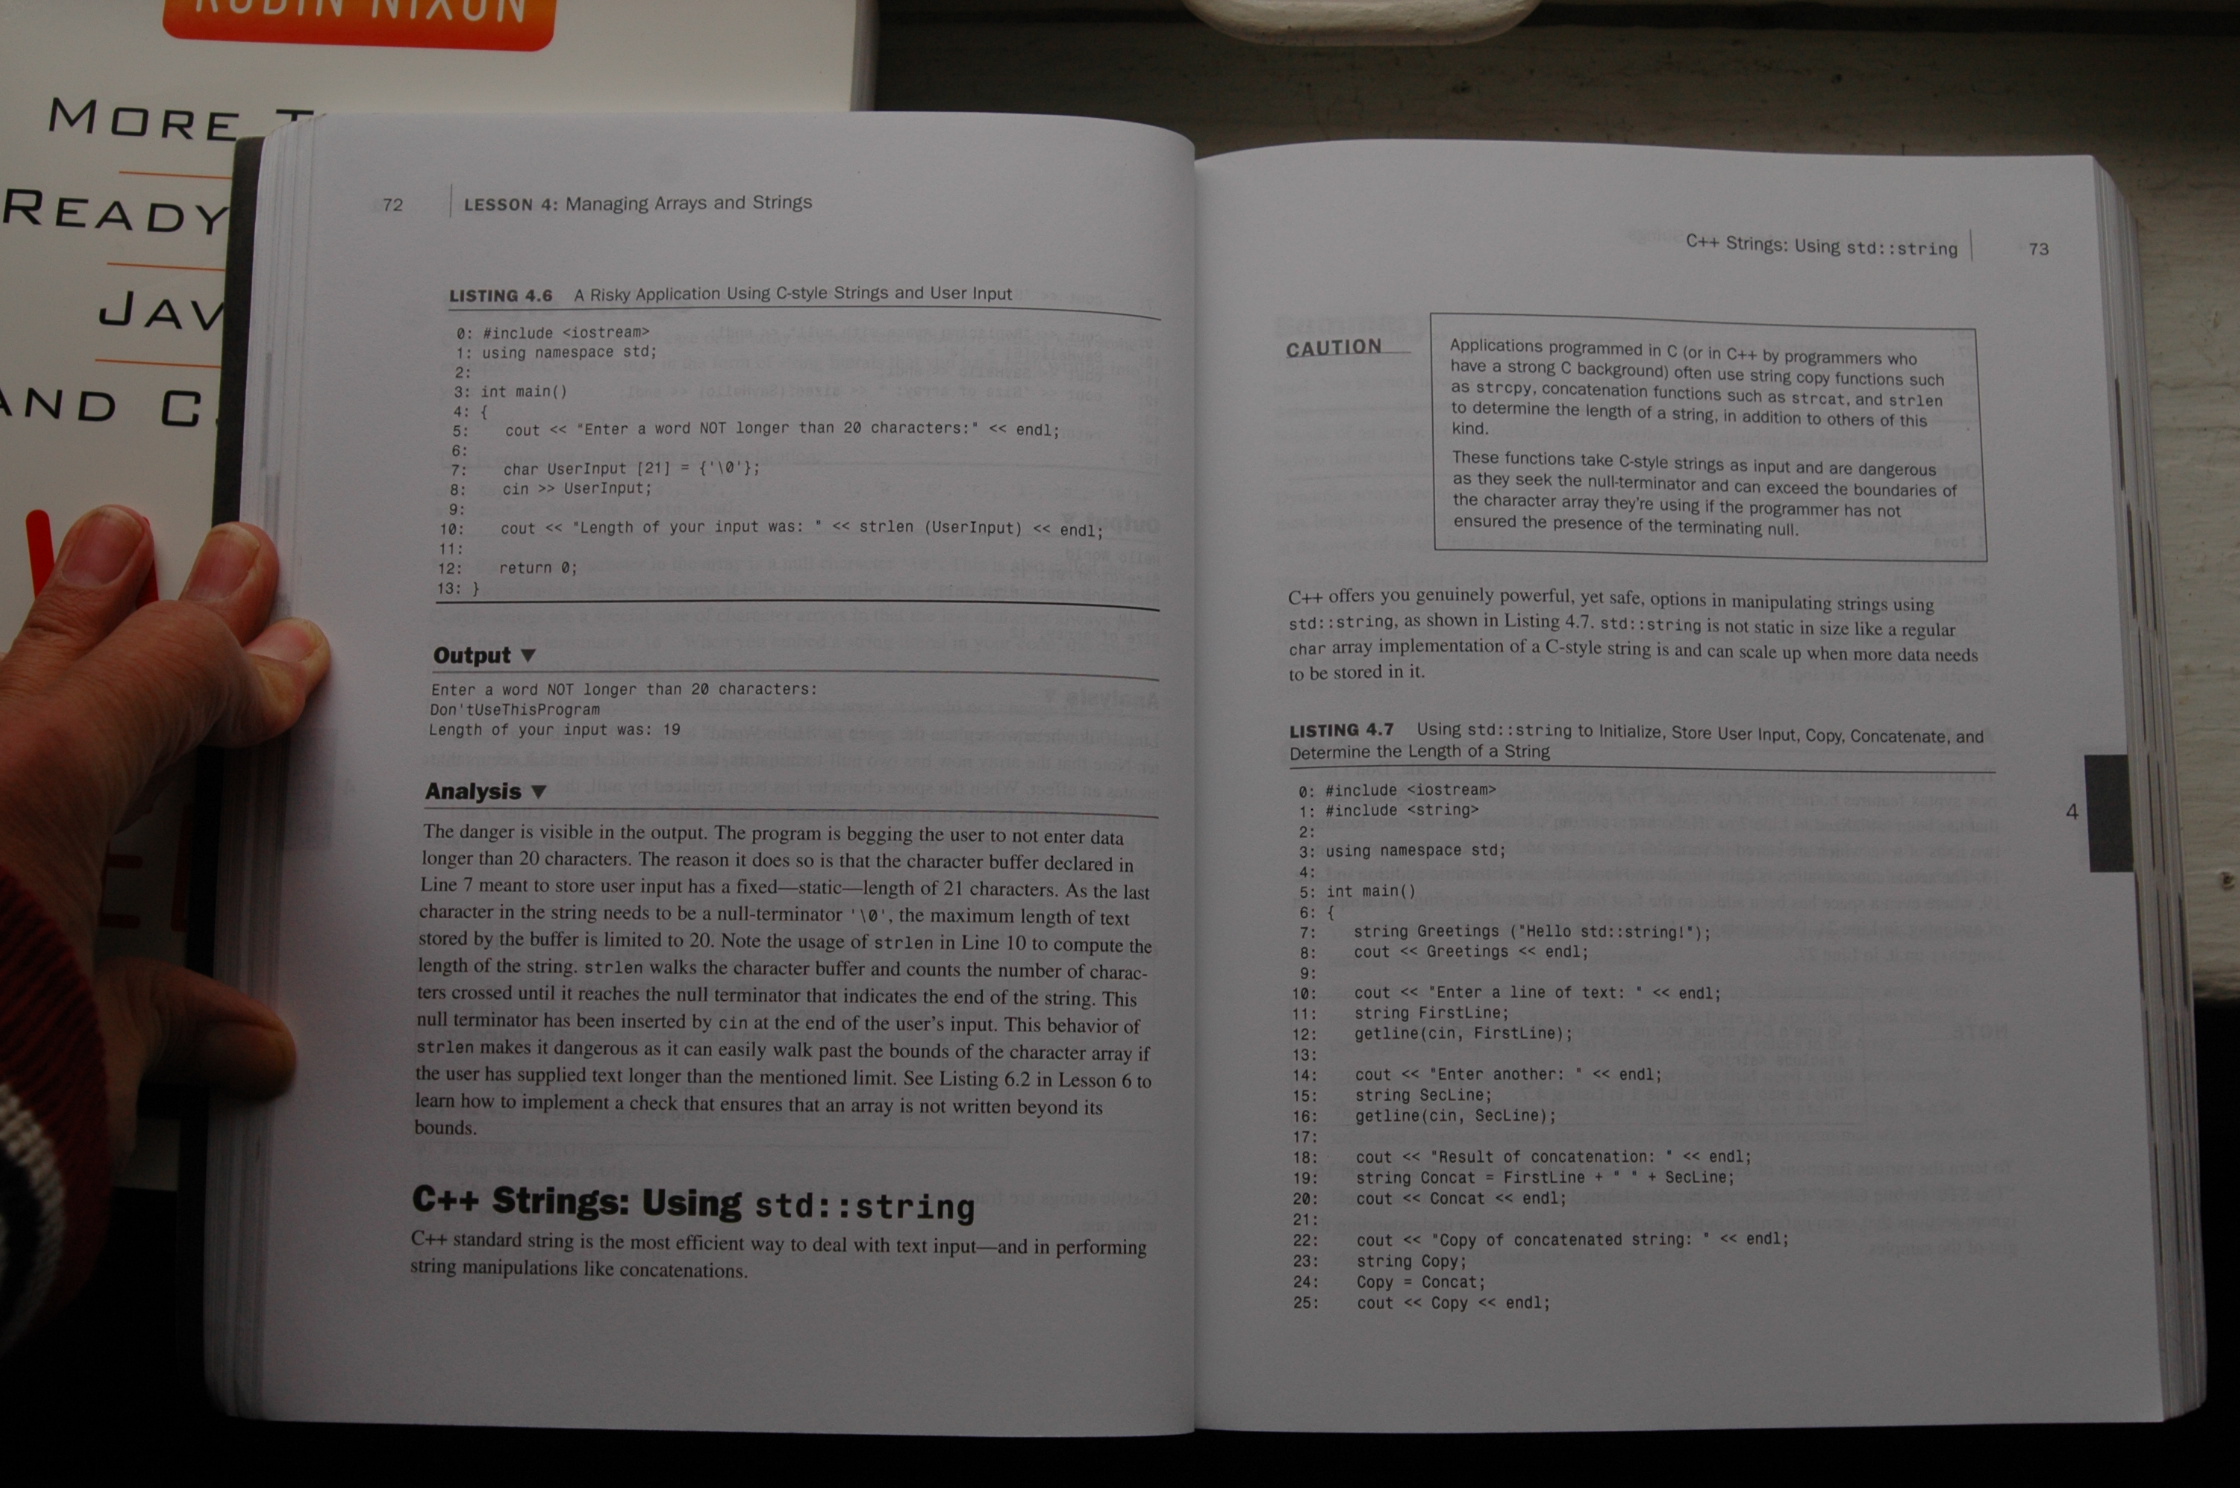 72 LESSON 4: Managing Arrays and Strings
LISTING 4.6 A Risky Application Using C-style Strings and User Input
0: #include <iostream>
1: using namespace std;
2:
3: int main()
4: {
5: cout << "Enter a word NOT longer than 20 characters:" << endl;
6:
7: char UserInput [21] = {'\0'};
8: cin >> UserInput;
9:
10: cout << "Length of your input was: " << strlen (UserInput) << endl;
11:
12: return 0;
13: }
Output ▼
Enter a word NOT longer than 20 characters:
Don'tUseThisProgram
Length of your input was: 19
Analysis ▼
The danger is visible in the output. The program is begging the user to not enter data
longer than 20 characters. The reason it does so is that the character buffer declared in
Line 7 meant to store user input has a fixed—static—length of 21 characters. As the last
character in the string needs to be a null-terminator '\0', the maximum length of text
stored by the buffer is limited to 20. Note the usage of strlen in Line 10 to compute the
length of the string. strlen walks the character buffer and counts the number of charac-
ters crossed until it reaches the null terminator that indicates the end of the string. This
null terminator has been inserted by cin at the end of the user's input. This behavior of
strlen makes it dangerous as it can easily walk past the bounds of the character array if
the user has supplied text longer than the mentioned limit. See Listing 6.2 in Lesson 6 to
learn how to implement a check that ensures that an array is not written beyond its
bounds.
C++ Strings: Using std::string
C++ standard string is the most efficient way to deal with text input—and in performing
string manipulations like concatenations.
C++ Strings: Using std::string 73
CAUTION
Applications programmed in C (or in C++ by programmers who
have a strong C background) often use string copy functions such
as strcpy, concatenation functions such as strcat, and strlen
to determine the length of a string, in addition to others of this
kind.
These functions take C-style strings as input and are dangerous
as they seek the null-terminator and can exceed the boundaries of
the character array they're using if the programmer has not
ensured the presence of the terminating null.
C++ offers you genuinely powerful, yet safe, options in manipulating strings using
std::string, as shown in Listing 4.7. std::string is not static in size like a regular
char array implementation of a C-style string is and can scale up when more data needs
to be stored in it.
4
LISTING 4.7 Using std::string to Initialize, Store User Input, Copy, Concatenate, and
Determine the Length of a String
0: #include <iostream>
1: #include <string>
2:
3: using namespace std;
4:
5: int main()
6: {
7: string Greetings ("Hello std::string!");
8: cout << Greetings << endl;
9:
10: cout << "Enter a line of text: " << endl;
11: string FirstLine;
12: getline(cin, FirstLine);
13:
14: cout << "Enter another: " << endl;
15: string SecLine;
16: getline(cin, SecLine);
17:
18: cout << "Result of concatenation: " << endl;
19: string Concat = FirstLine + " " + SecLine;
20: cout << Concat << endl;
21:
22: cout << "Copy of concatenated string: " << endl;
23: string Copy;
24: Copy = Concat;
25: cout << Copy << endl;
ROBIN NIXON
MORE T
READY
JAV
AND C